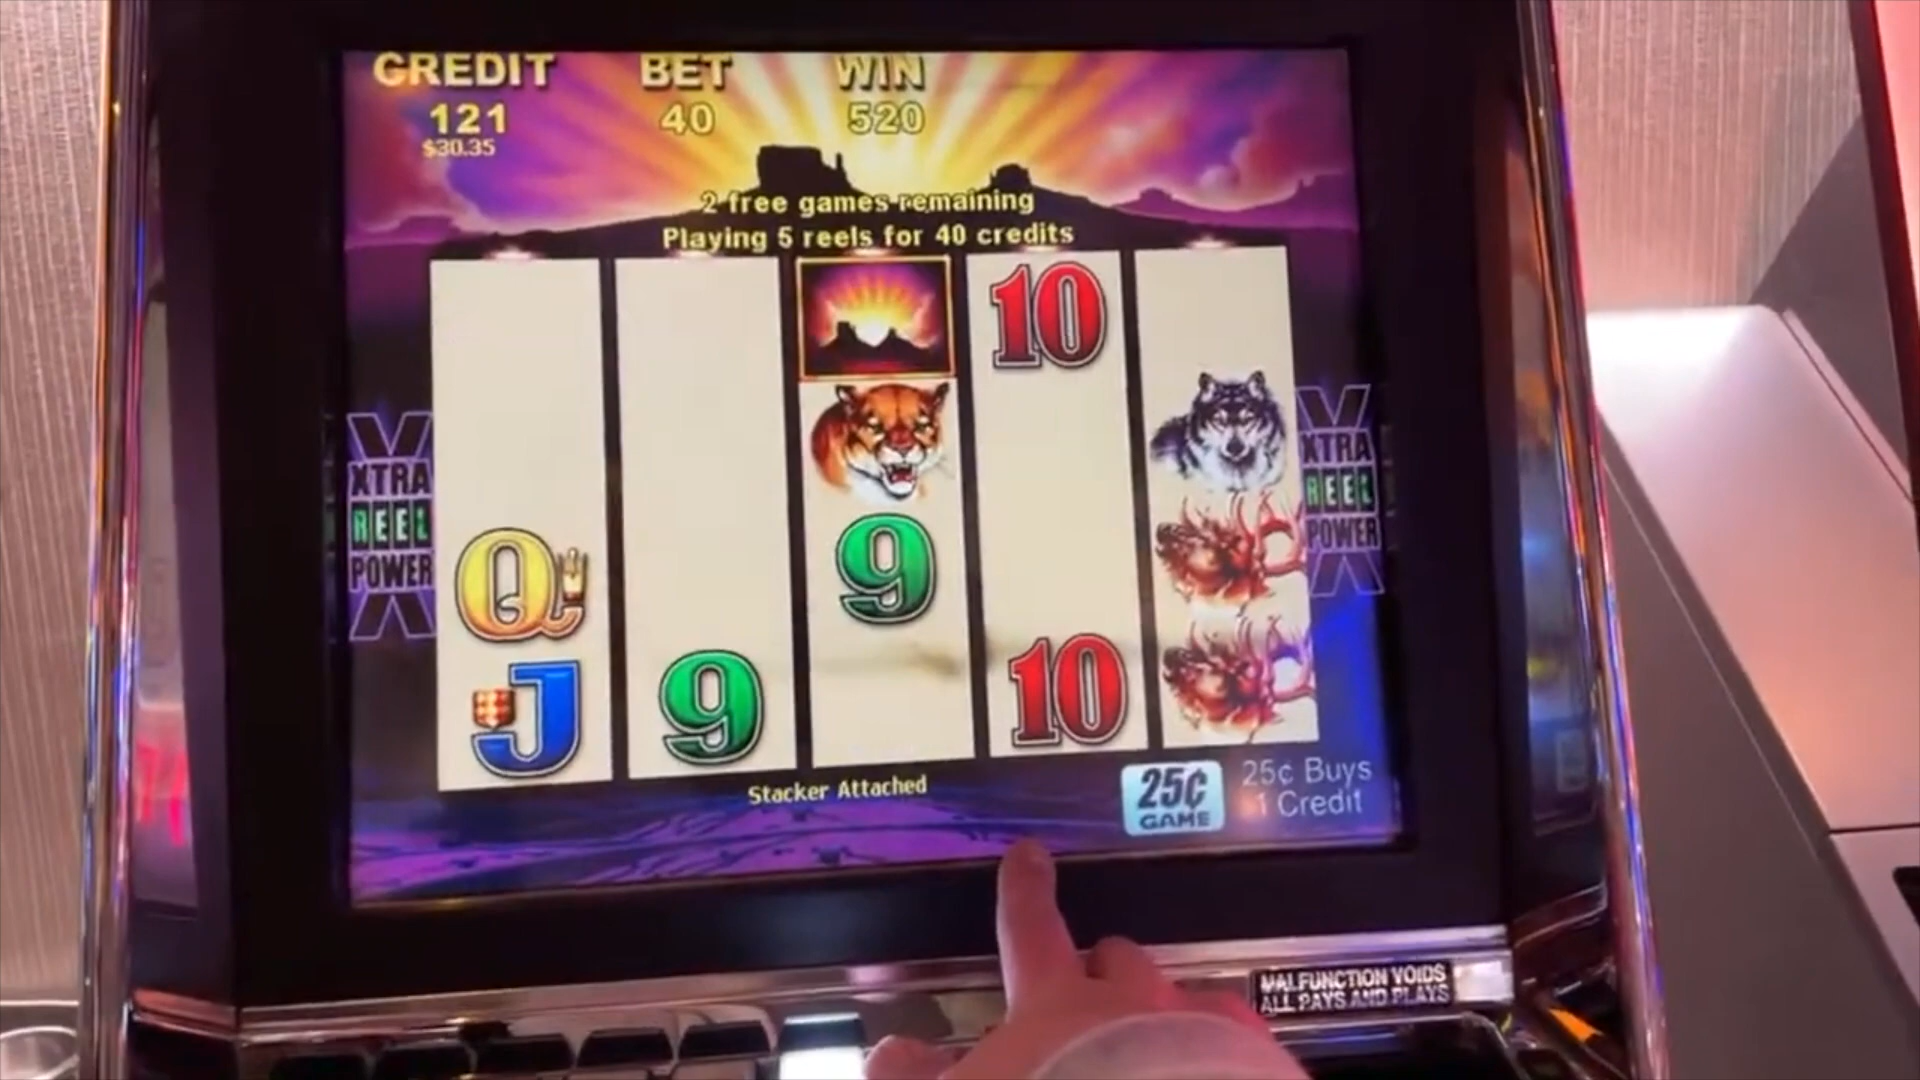 CREDIT BET WIN
121 40 520
$30.35
2 free games remaining
Playing 5 reels for 40 credits
10
XTRA
REEL
POWER
XTRA
REEL
POWER
Q
9
J
9
10
Stacker Attached
25¢
GAME
25¢ Buys
1 Credit
MALFUNCTION VOIDS
ALL PAYS AND PLAYS